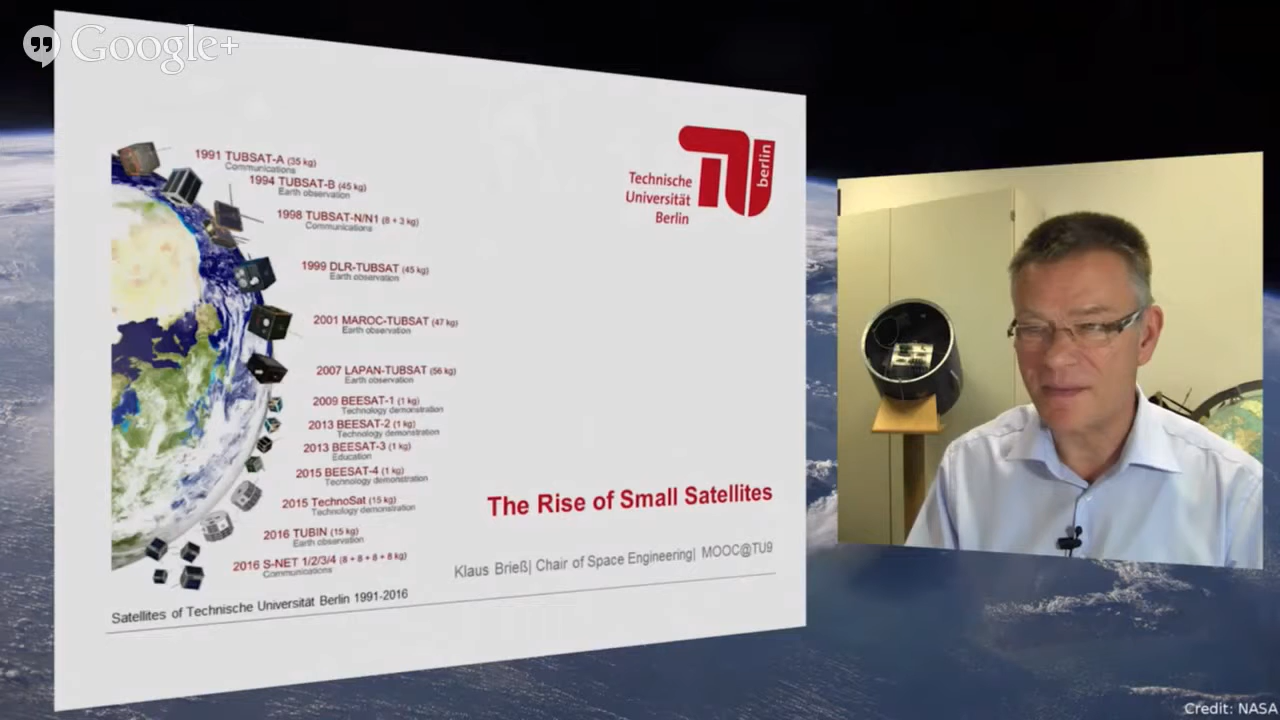 Google+
1991 TUBSAT-A (35 kg)
Communications
1994 TUBSAT-B (45 kg)
Earth observation
1998 TUBSAT-N/N1 (8 + 3 kg)
Communications
1999 DLR-TUBSAT (45 kg)
Earth observation
2001 MAROC-TUBSAT (47 kg)
Earth observation
2007 LAPAN-TUBSAT (56 kg)
Earth observation
2009 BEESAT-1 (1 kg)
Technology demonstration
2013 BEESAT-2 (1 kg)
Technology demonstration
2013 BEESAT-3 (1 kg)
Education
2015 BEESAT-4 (1 kg)
Technology demonstration
2015 TechnoSat (15 kg)
Technology demonstration
2016 TUBIN (15 kg)
Earth observation
2016 S-NET 1/2/3/4 (8 + 8 + 8 + 8 kg)
Communications
Satellites of Technische Universität Berlin 1991-2016
Technische
Universität
Berlin
berlin
The Rise of Small Satellites
Klaus Brieß| Chair of Space Engineering| MOOC@TU9
Credit: NASA